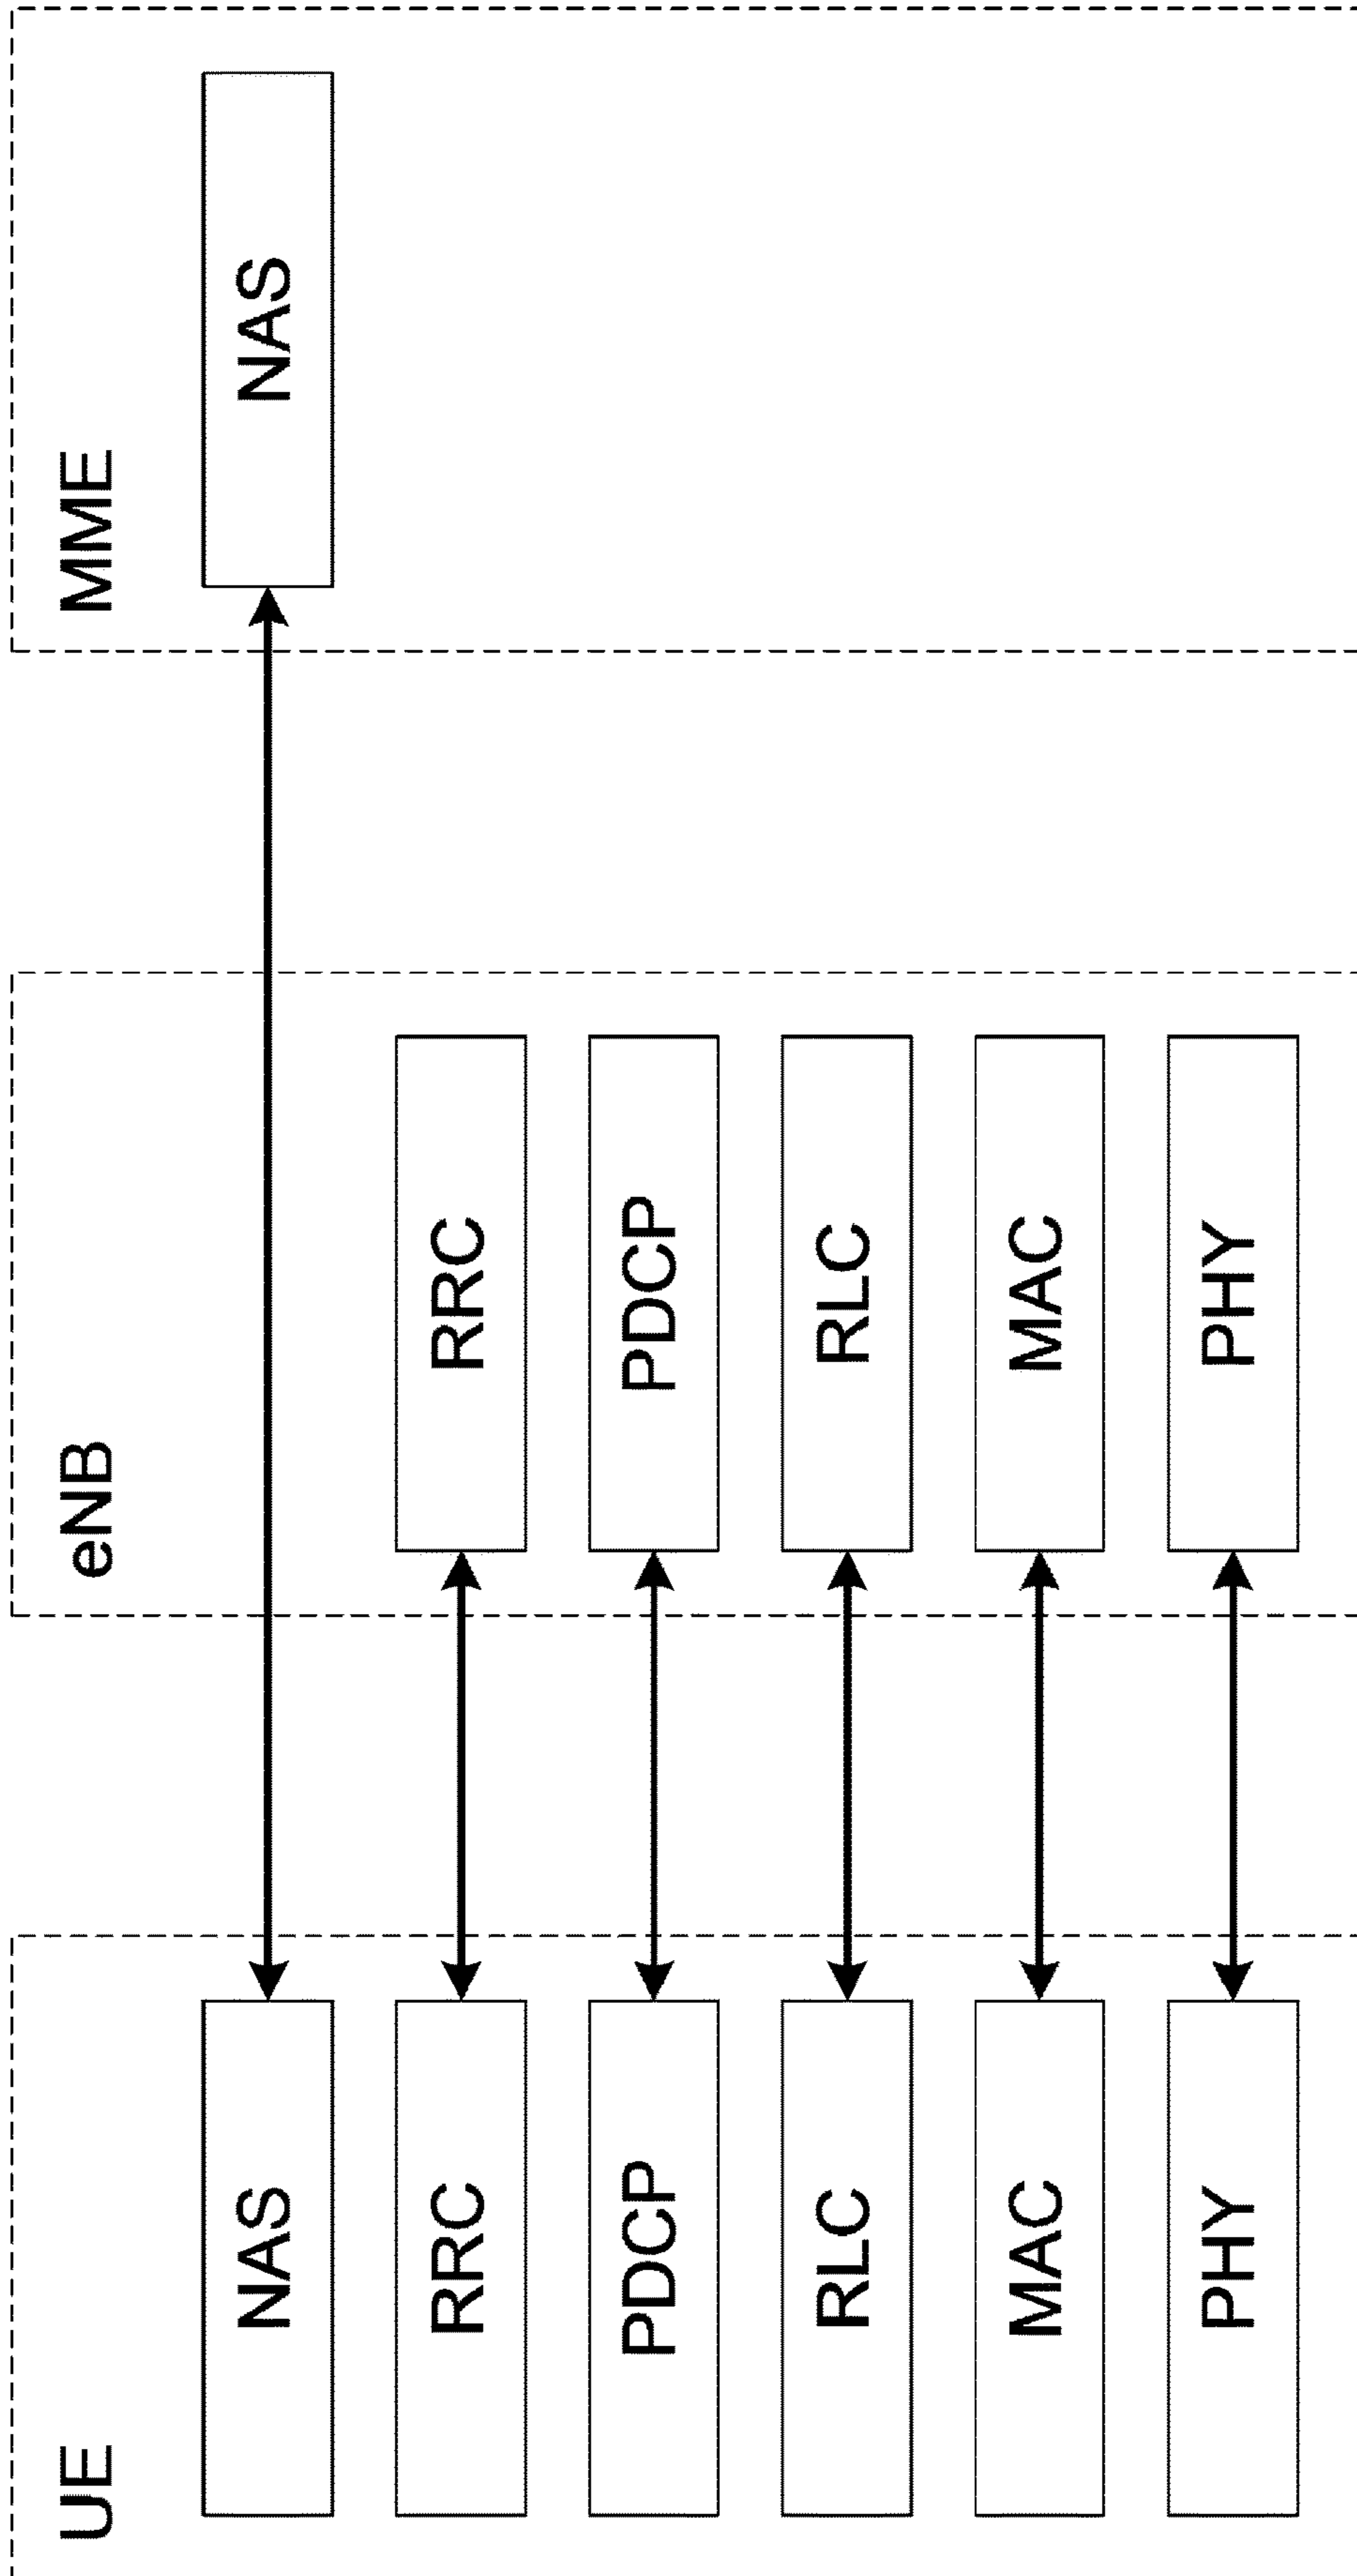 UE
NAS
RRC
PDCP
RLC
MAC
PHY
eNB
RRC
PDCP
RLC
MAC
PHY
MME
NAS